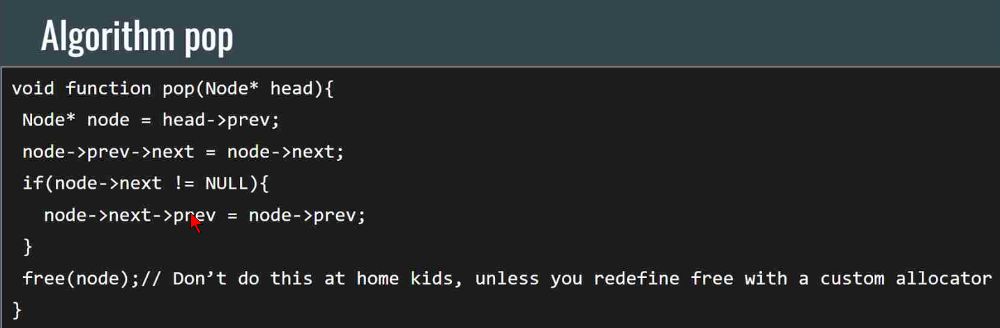 Algorithm pop
void function pop(Node* head){
Node* node = head->prev;
node->prev->next = node->next;
if(node->next != NULL){
node->next->prev = node->prev;
}
free(node);// Don’t do this at home kids, unless you redefine free with a custom allocator
}